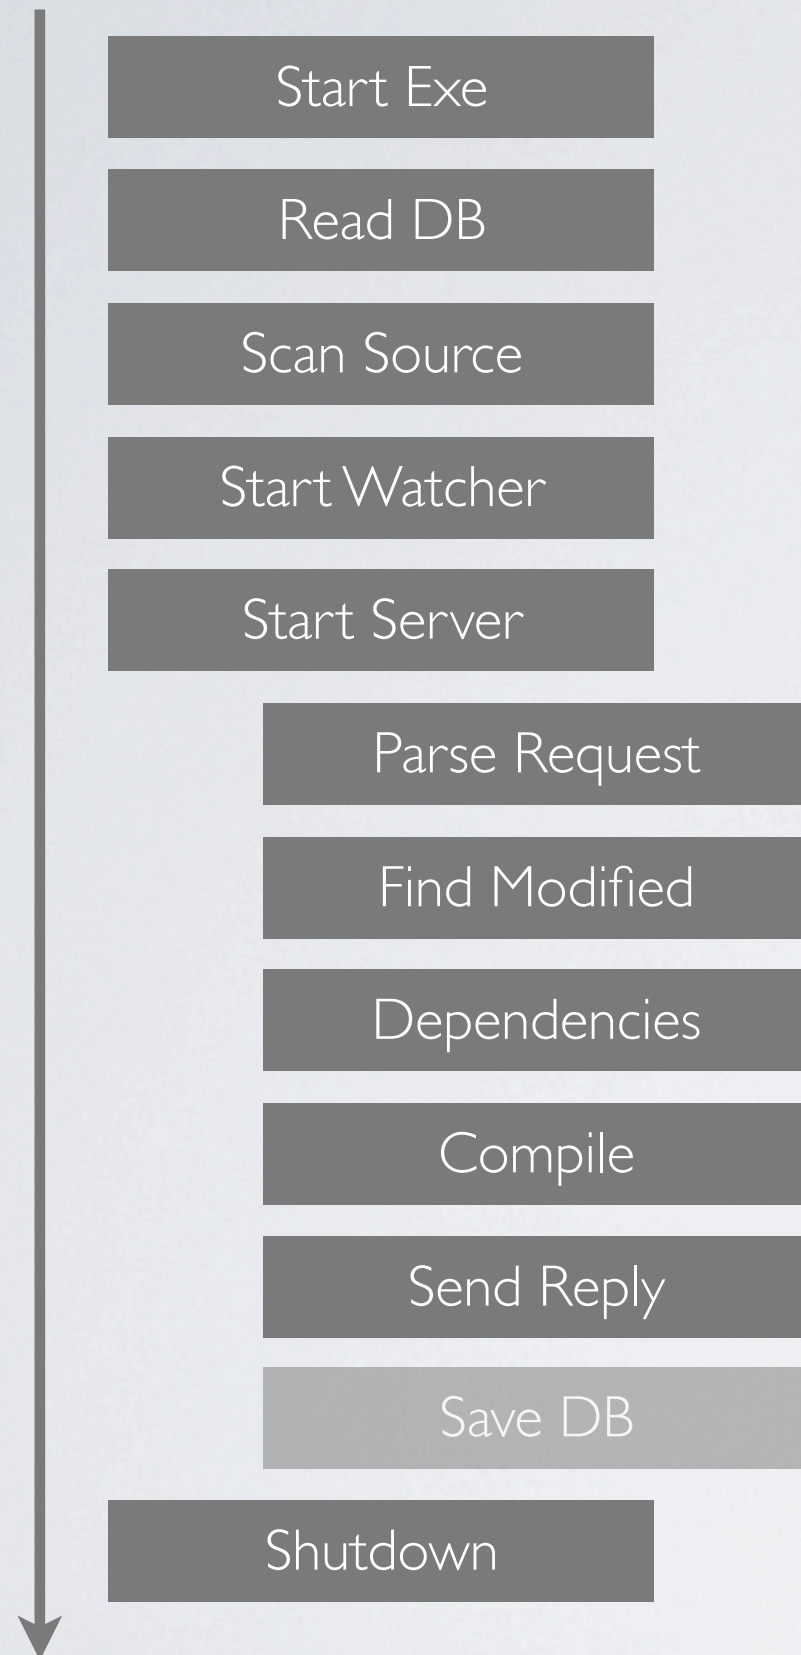 Start Exe
Read DB
Scan Source
Start Watcher
Start Server
Parse Request
Find Modified
Dependencies
Compile
Send Reply
Save DB
Shutdown